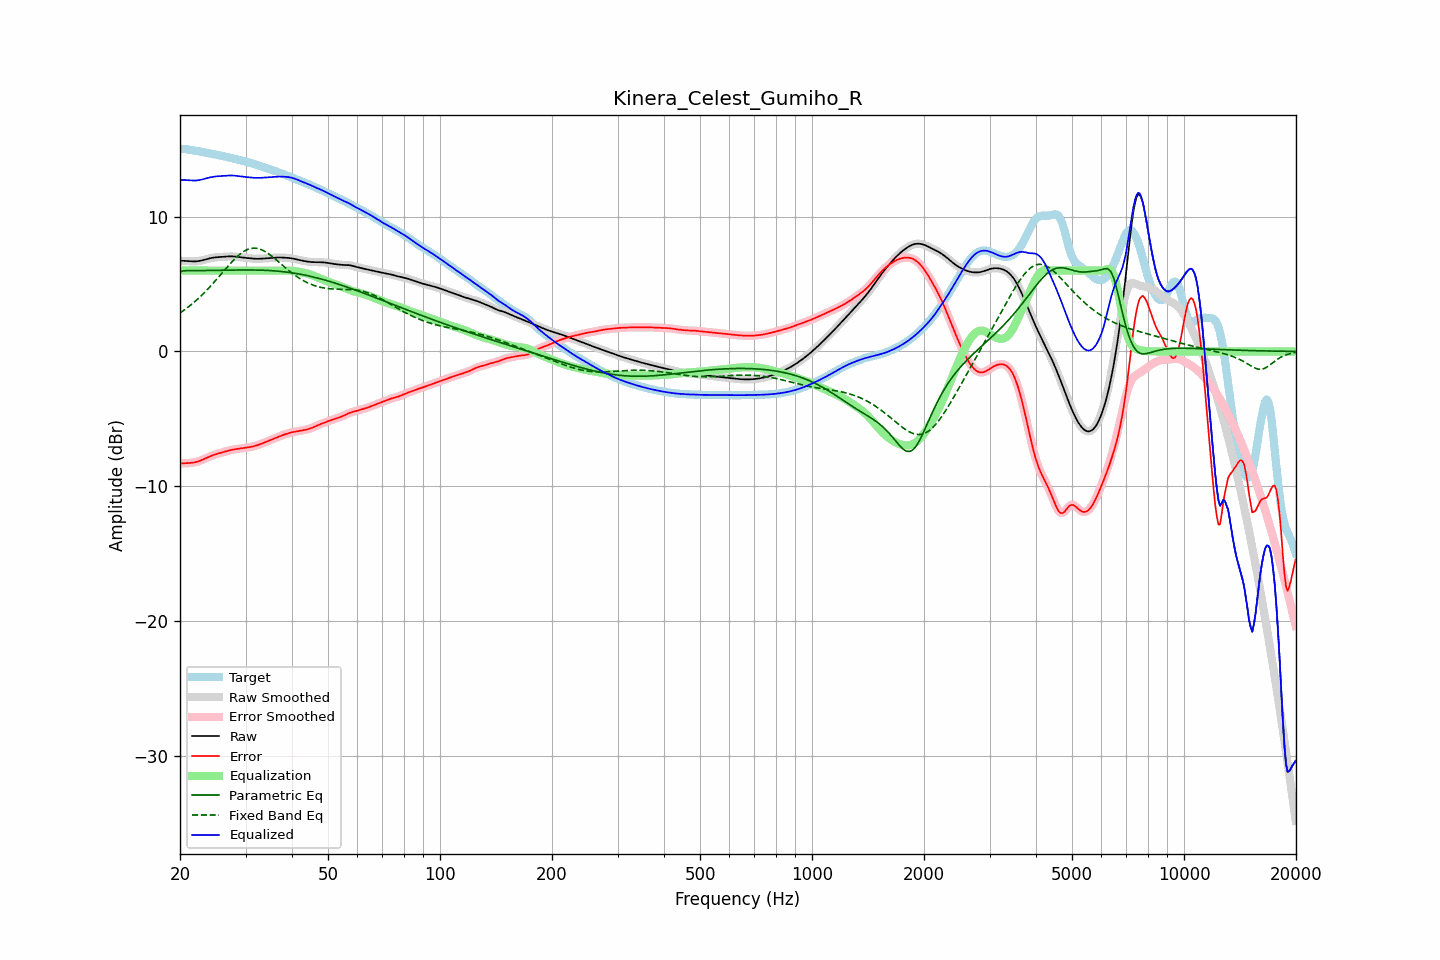 Kinera_Celest_Gumiho_R
Amplitude (dBr)
10
0
−10
−20
−30
Target
Raw Smoothed
Error Smoothed
Raw
Error
Equalization
Parametric Eq
Fixed Band Eq
Equalized
20 50 100 200 500 1000 2000 5000 10000 20000
Frequency (Hz)